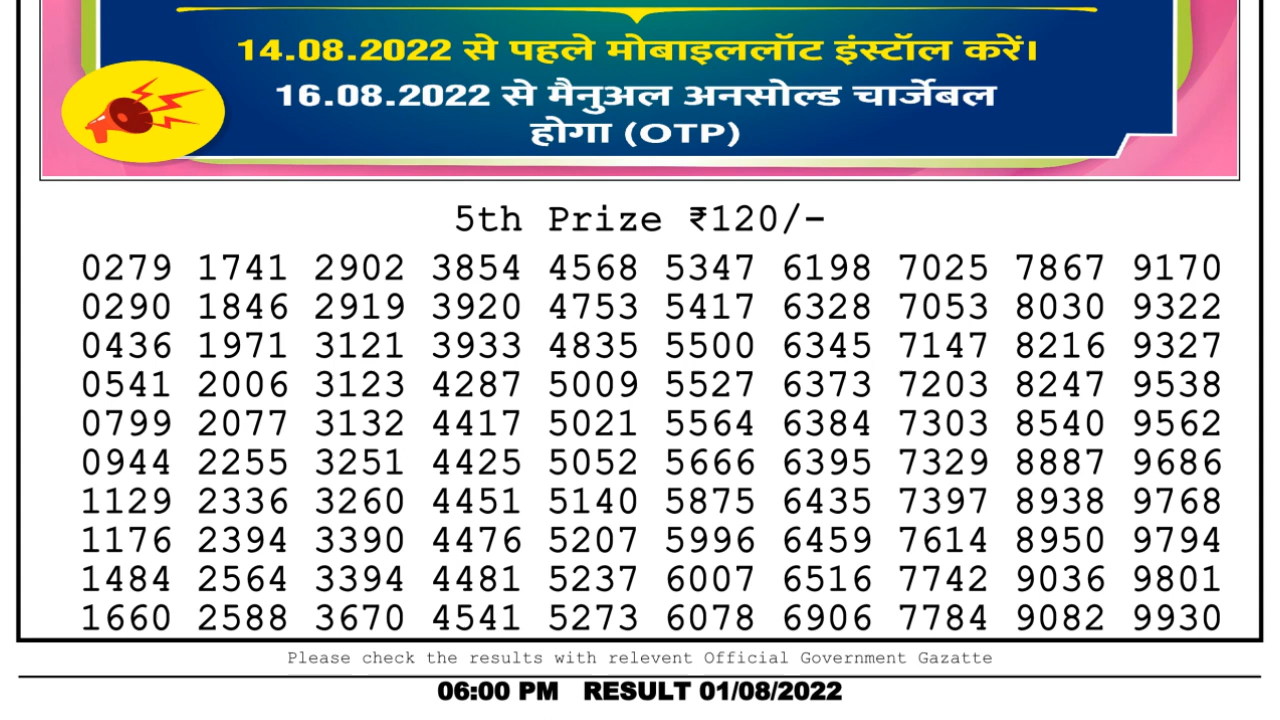 14.08.2022 से पहले मोबाइललॉट इंस्टॉल करें।
16.08.2022 से मैनुअल अनसोल्ड चार्जेबल
होगा (OTP)
5th Prize ₹120/-
0279 1741 2902 3854 4568 5347 6198 7025 7867 9170
0290 1846 2919 3920 4753 5417 6328 7053 8030 9322
0436 1971 3121 3933 4835 5500 6345 7147 8216 9327
0541 2006 3123 4287 5009 5527 6373 7203 8247 9538
0799 2077 3132 4417 5021 5564 6384 7303 8540 9562
0944 2255 3251 4425 5052 5666 6395 7329 8887 9686
1129 2336 3260 4451 5140 5875 6435 7397 8938 9768
1176 2394 3390 4476 5207 5996 6459 7614 8950 9794
1484 2564 3394 4481 5237 6007 6516 7742 9036 9801
1660 2588 3670 4541 5273 6078 6906 7784 9082 9930
Please check the results with relevent Official Government Gazatte
06:00 PM RESULT 01/08/2022